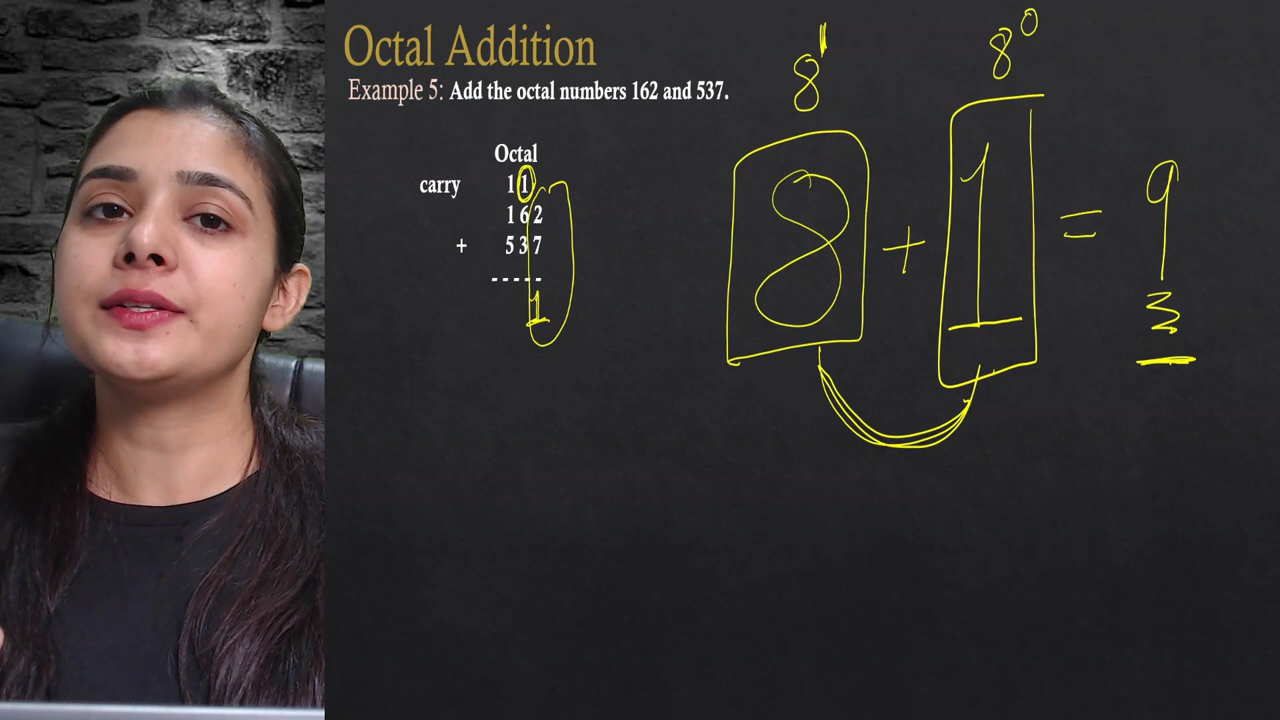 Octal Addition
Example 5: Add the octal numbers 162 and 537.
Octal
carry 1 1
1 6 2
+ 5 3 7
- - - - -
1
8¹ 8⁰
8 + 1 = 9
3